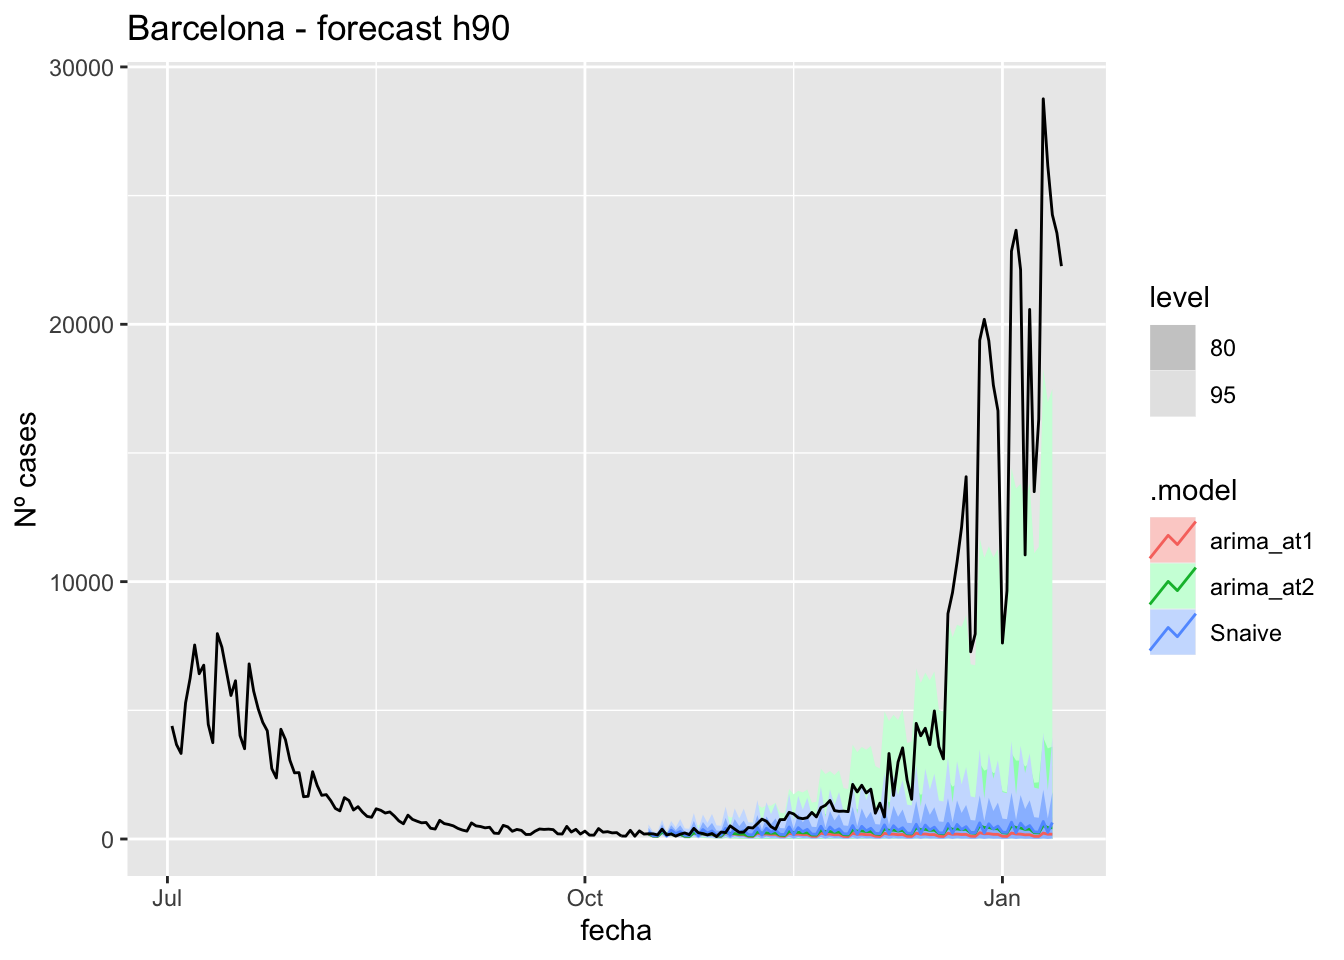 Barcelona - forecast h90
30000
20000
10000
0
Nº cases
Jul
Oct
Jan
fecha
level
80
95
.model
arima_at1
arima_at2
Snaive